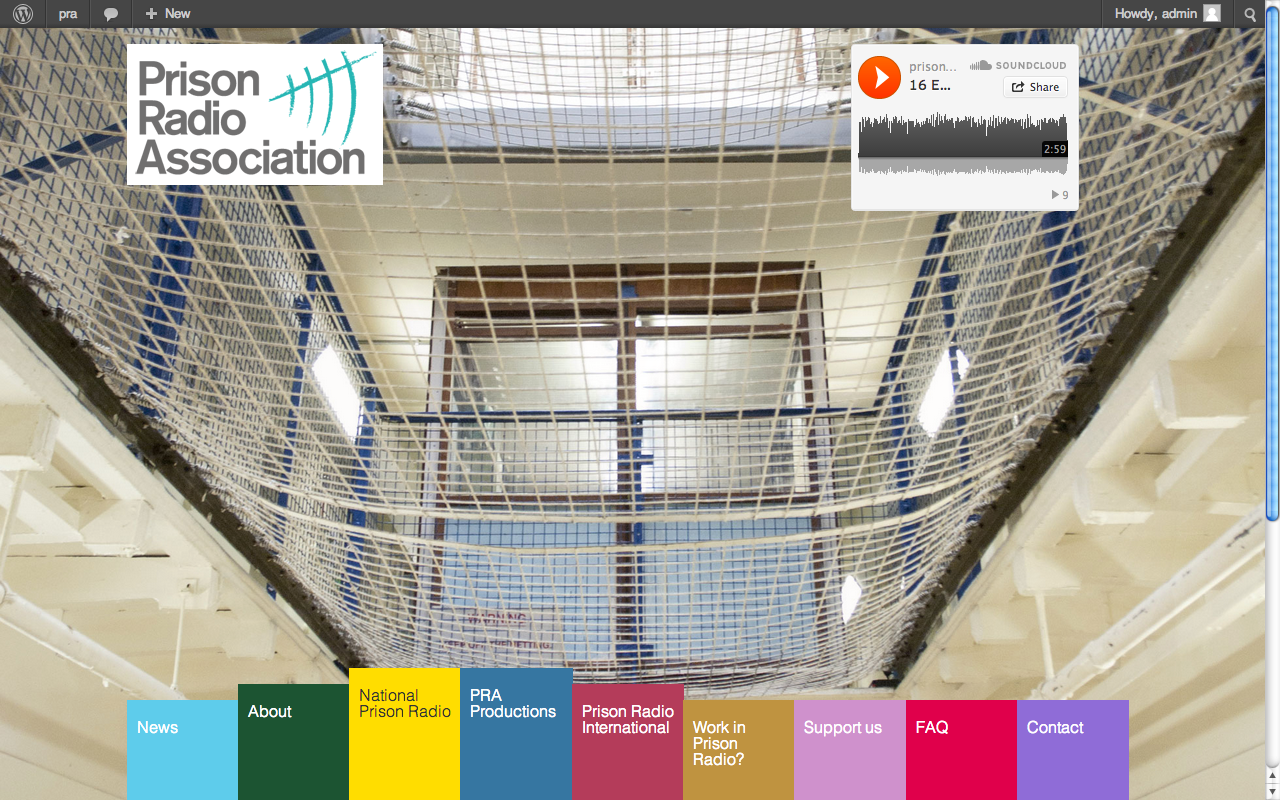 pra
New
Howdy, admin
Prison
Radio
Association
prison...
SOUNDCLOUD
16 E...
Share
2:59
9
WARNING
News
About
National
Prison Radio
PRA
Productions
Prison Radio
International
Work in
Prison
Radio?
Support us
FAQ
Contact